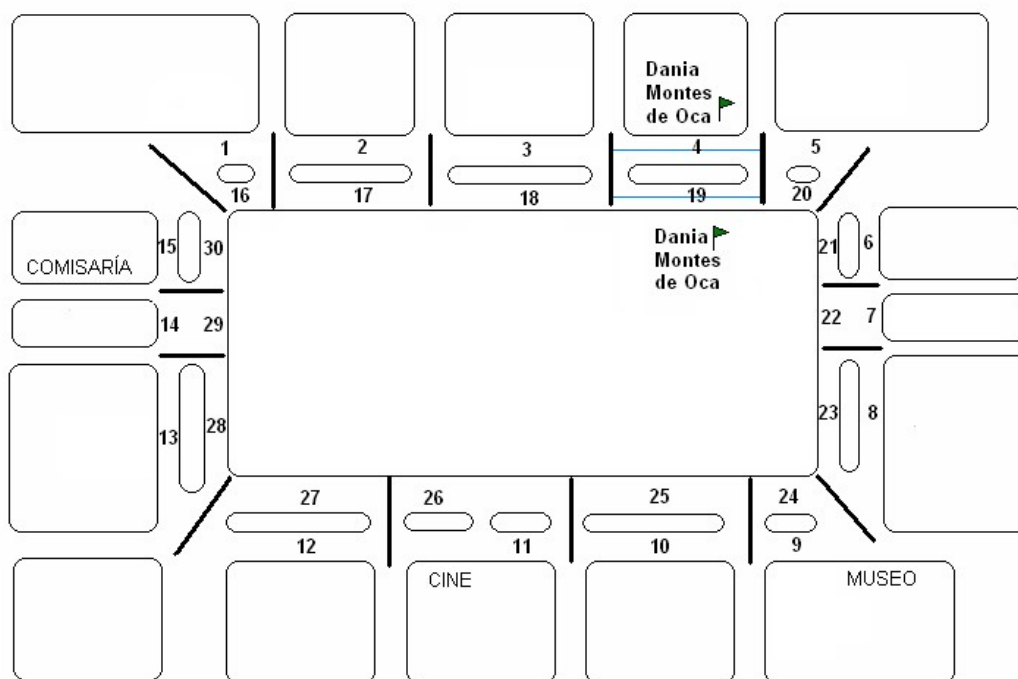 Dania
Montes
de Oca
1 2 3 4 5
16 17 18 19 20
15 30 21 6
Dania
Montes
de Oca
COMISARÍA
14 29 22 7
13 28 23 8
27 26 25 24
12 11 10 9
CINE MUSEO